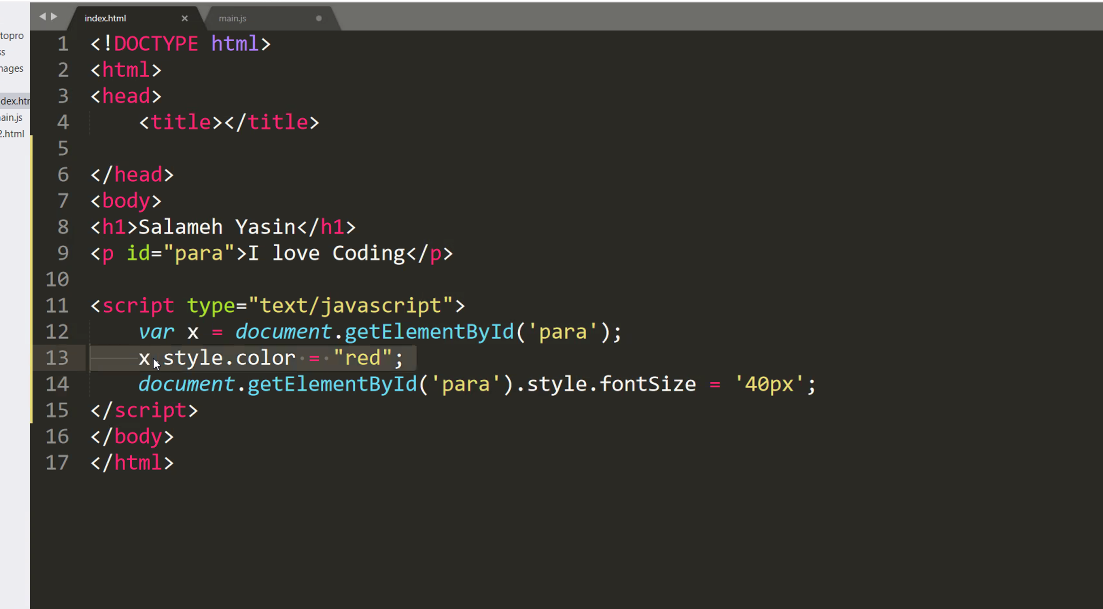 index.html × main.js
topro
ss
mages
dex.htm
ain.js
2.html
1 <!DOCTYPE html>
2 <html>
3 <head>
4 <title></title>
5
6 </head>
7 <body>
8 <h1>Salameh Yasin</h1>
9 <p id="para">I love Coding</p>
10
11 <script type="text/javascript">
12 var x = document.getElementById('para');
13 x.style.color = "red";
14 document.getElementById('para').style.fontSize = '40px';
15 </script>
16 </body>
17 </html>